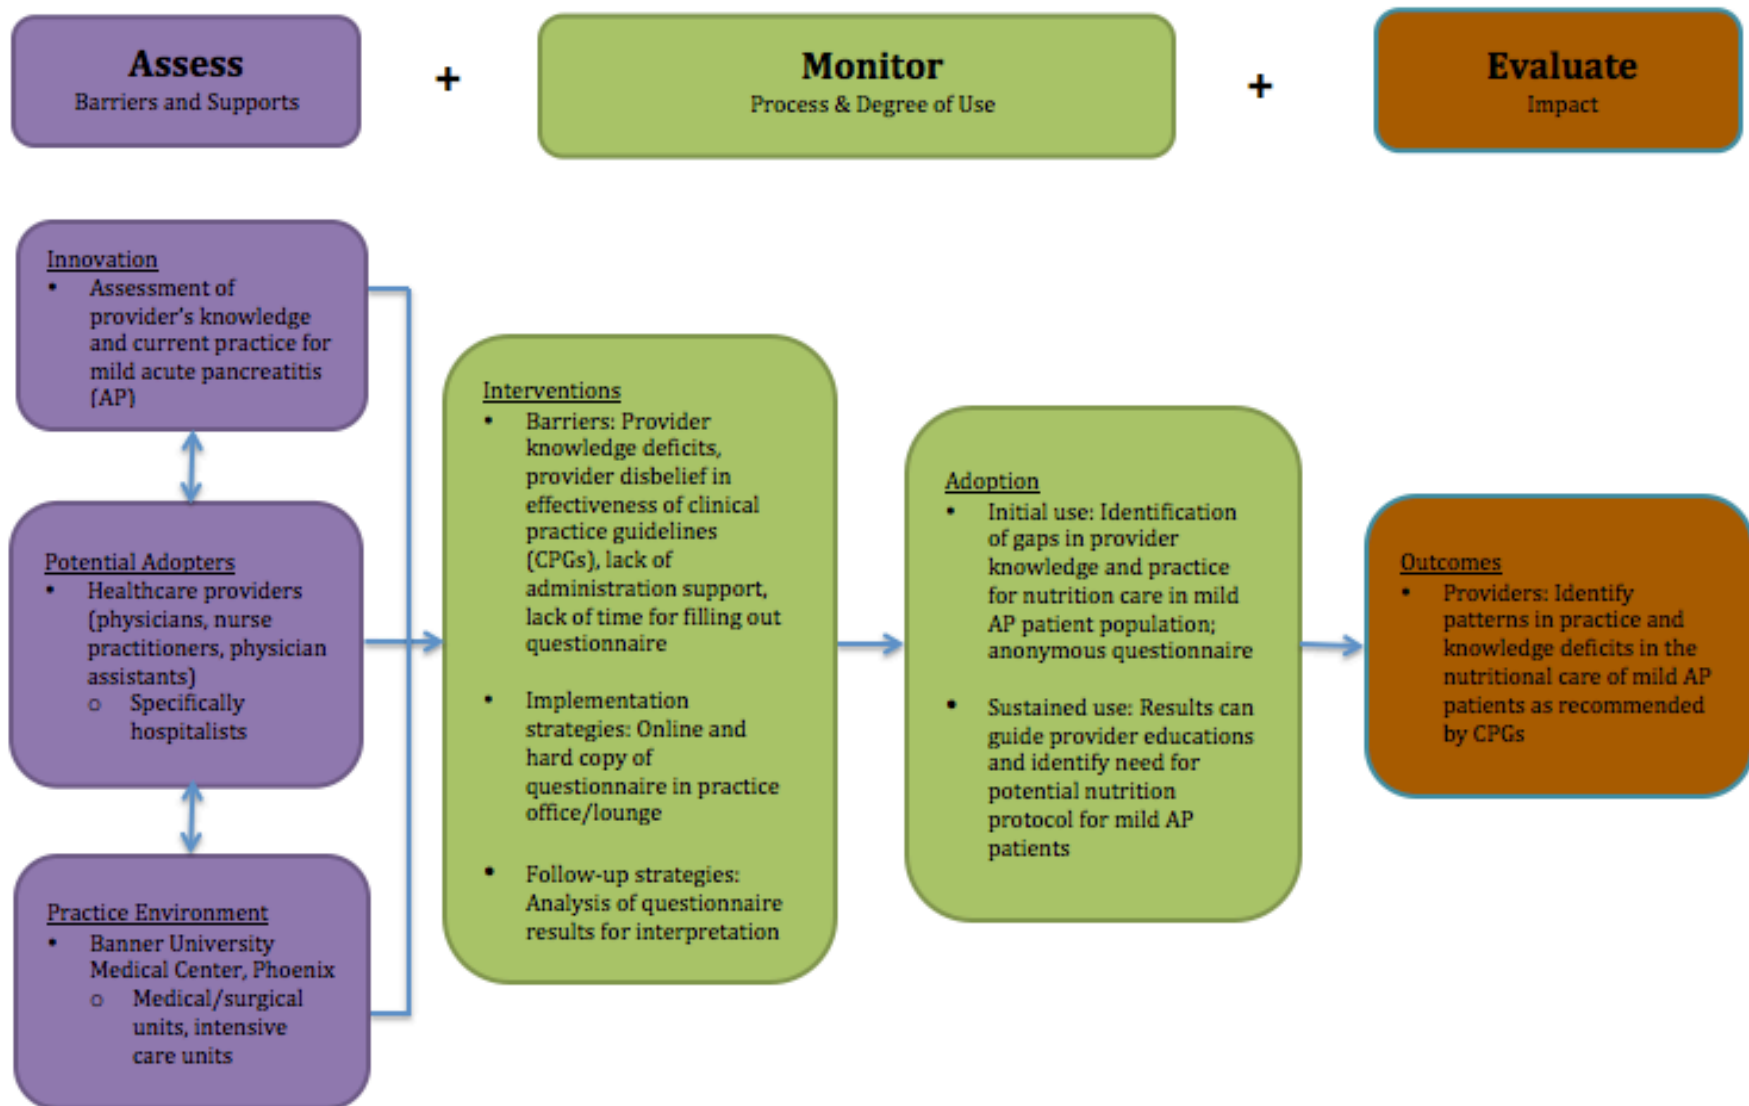 Assess
Barriers and Supports
+
Monitor
Process & Degree of Use
+
Evaluate
Impact
Innovation
• Assessment of
provider's knowledge
and current practice for
mild acute pancreatitis
(AP)
Potential Adopters
• Healthcare providers
(physicians, nurse
practitioners, physician
assistants)
o Specifically
hospitalists
Practice Environment
• Banner University
Medical Center, Phoenix
o Medical/surgical
units, intensive
care units
Interventions
• Barriers: Provider
knowledge deficits,
provider disbelief in
effectiveness of clinical
practice guidelines
(CPGs), lack of
administration support,
lack of time for filling out
questionnaire
• Implementation
strategies: Online and
hard copy of
questionnaire in practice
office/lounge
• Follow-up strategies:
Analysis of questionnaire
results for interpretation
Adoption
• Initial use: Identification
of gaps in provider
knowledge and practice
for nutrition care in mild
AP patient population;
anonymous questionnaire
• Sustained use: Results can
guide provider educations
and identify need for
potential nutrition
protocol for mild AP
patients
Outcomes
• Providers: Identify
patterns in practice and
knowledge deficits in the
nutritional care of mild AP
patients as recommended
by CPGs